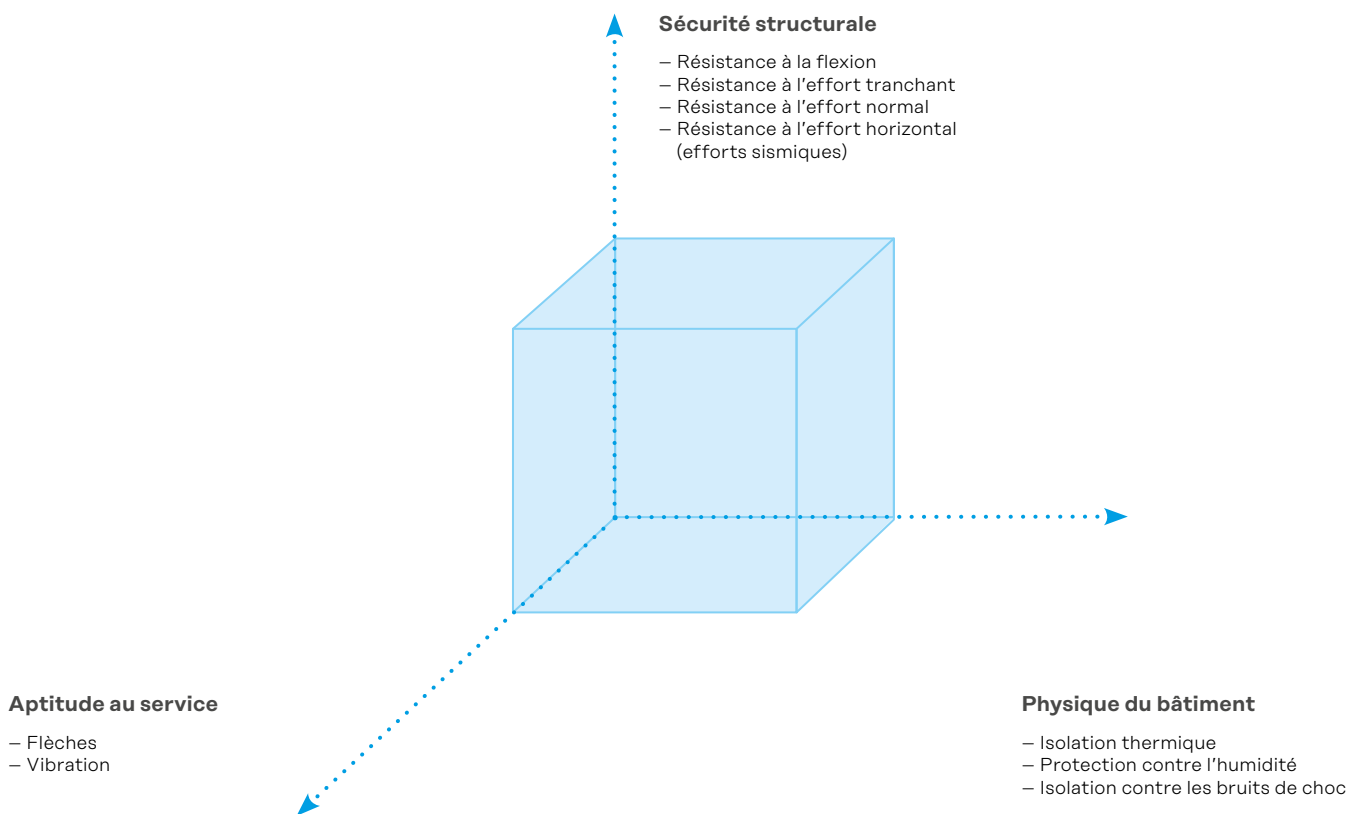 Sécurité structurale
– Résistance à la flexion
– Résistance à l'effort tranchant
– Résistance à l'effort normal
– Résistance à l'effort horizontal
(efforts sismiques)
Aptitude au service
– Flèches
– Vibration
Physique du bâtiment
– Isolation thermique
– Protection contre l'humidité
– Isolation contre les bruits de choc